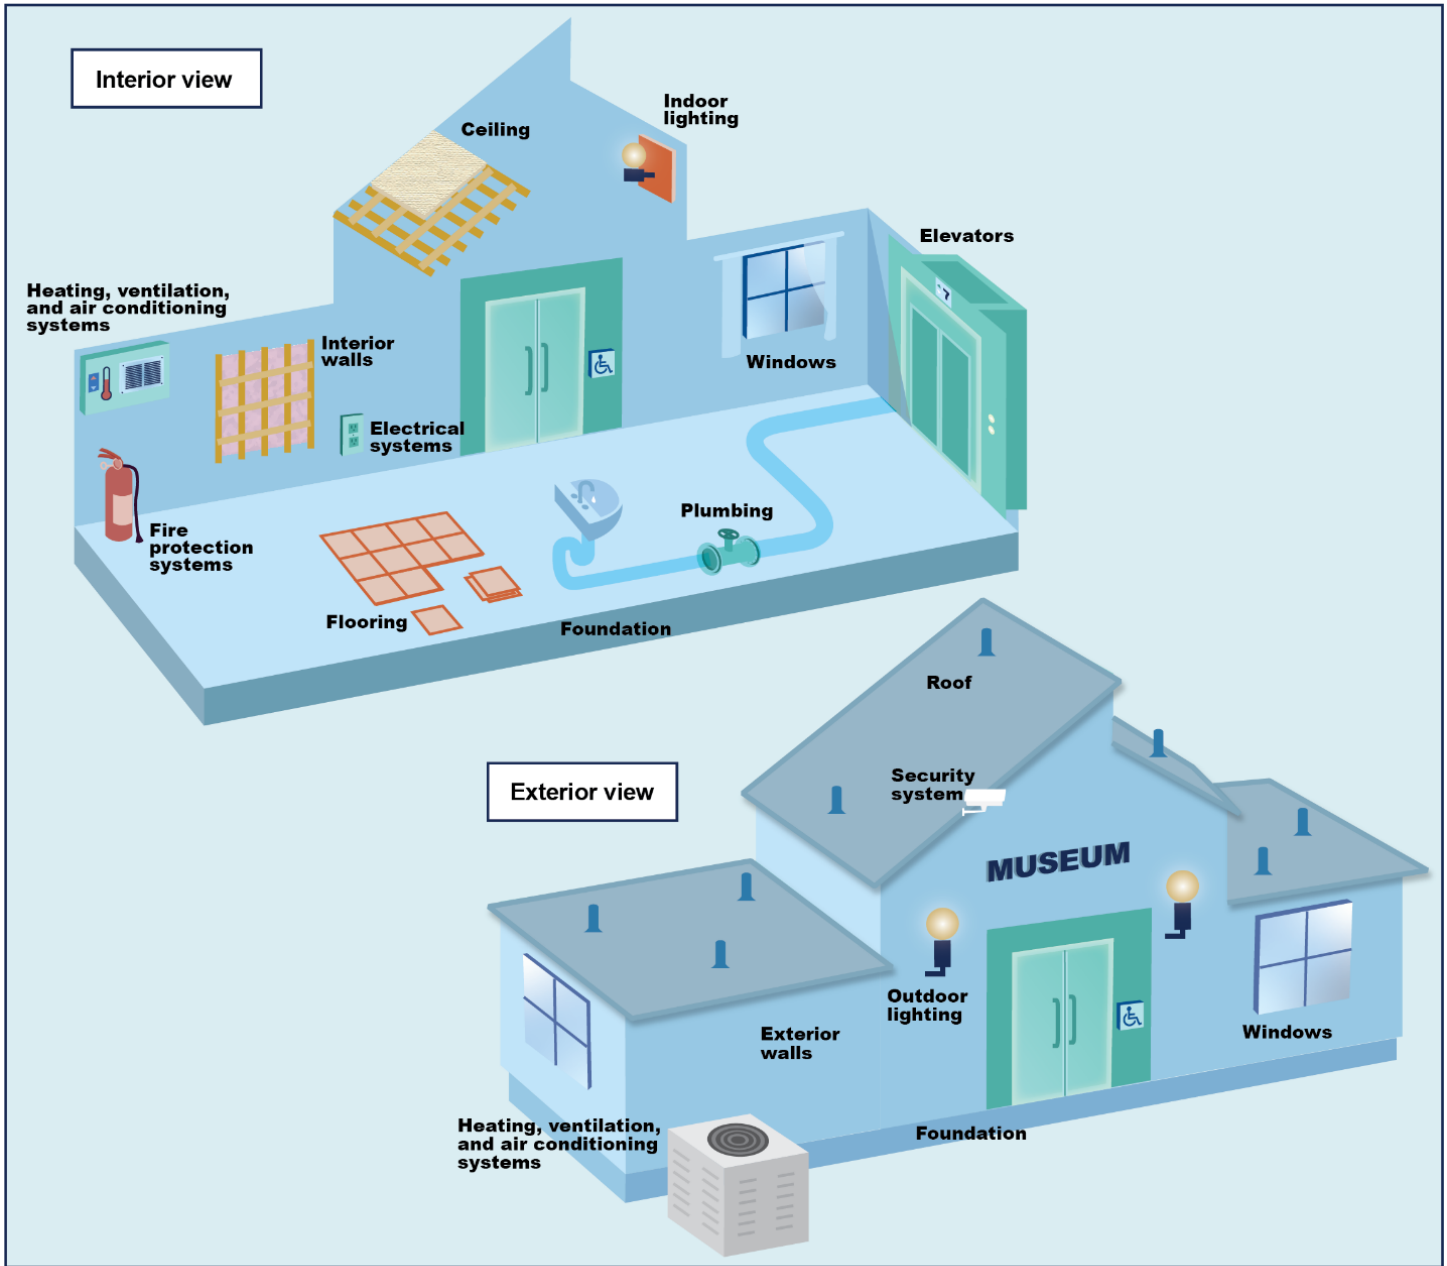 Interior view
Indoor
lighting
Ceiling
Elevators
7
Heating, ventilation,
and air conditioning
systems
Interior
walls
Windows
Electrical
systems
Plumbing
Fire
protection
systems
Flooring
Foundation
Exterior view
Roof
Security
system
MUSEUM
Outdoor
lighting
Exterior
walls
Windows
Heating, ventilation,
and air conditioning
systems
Foundation